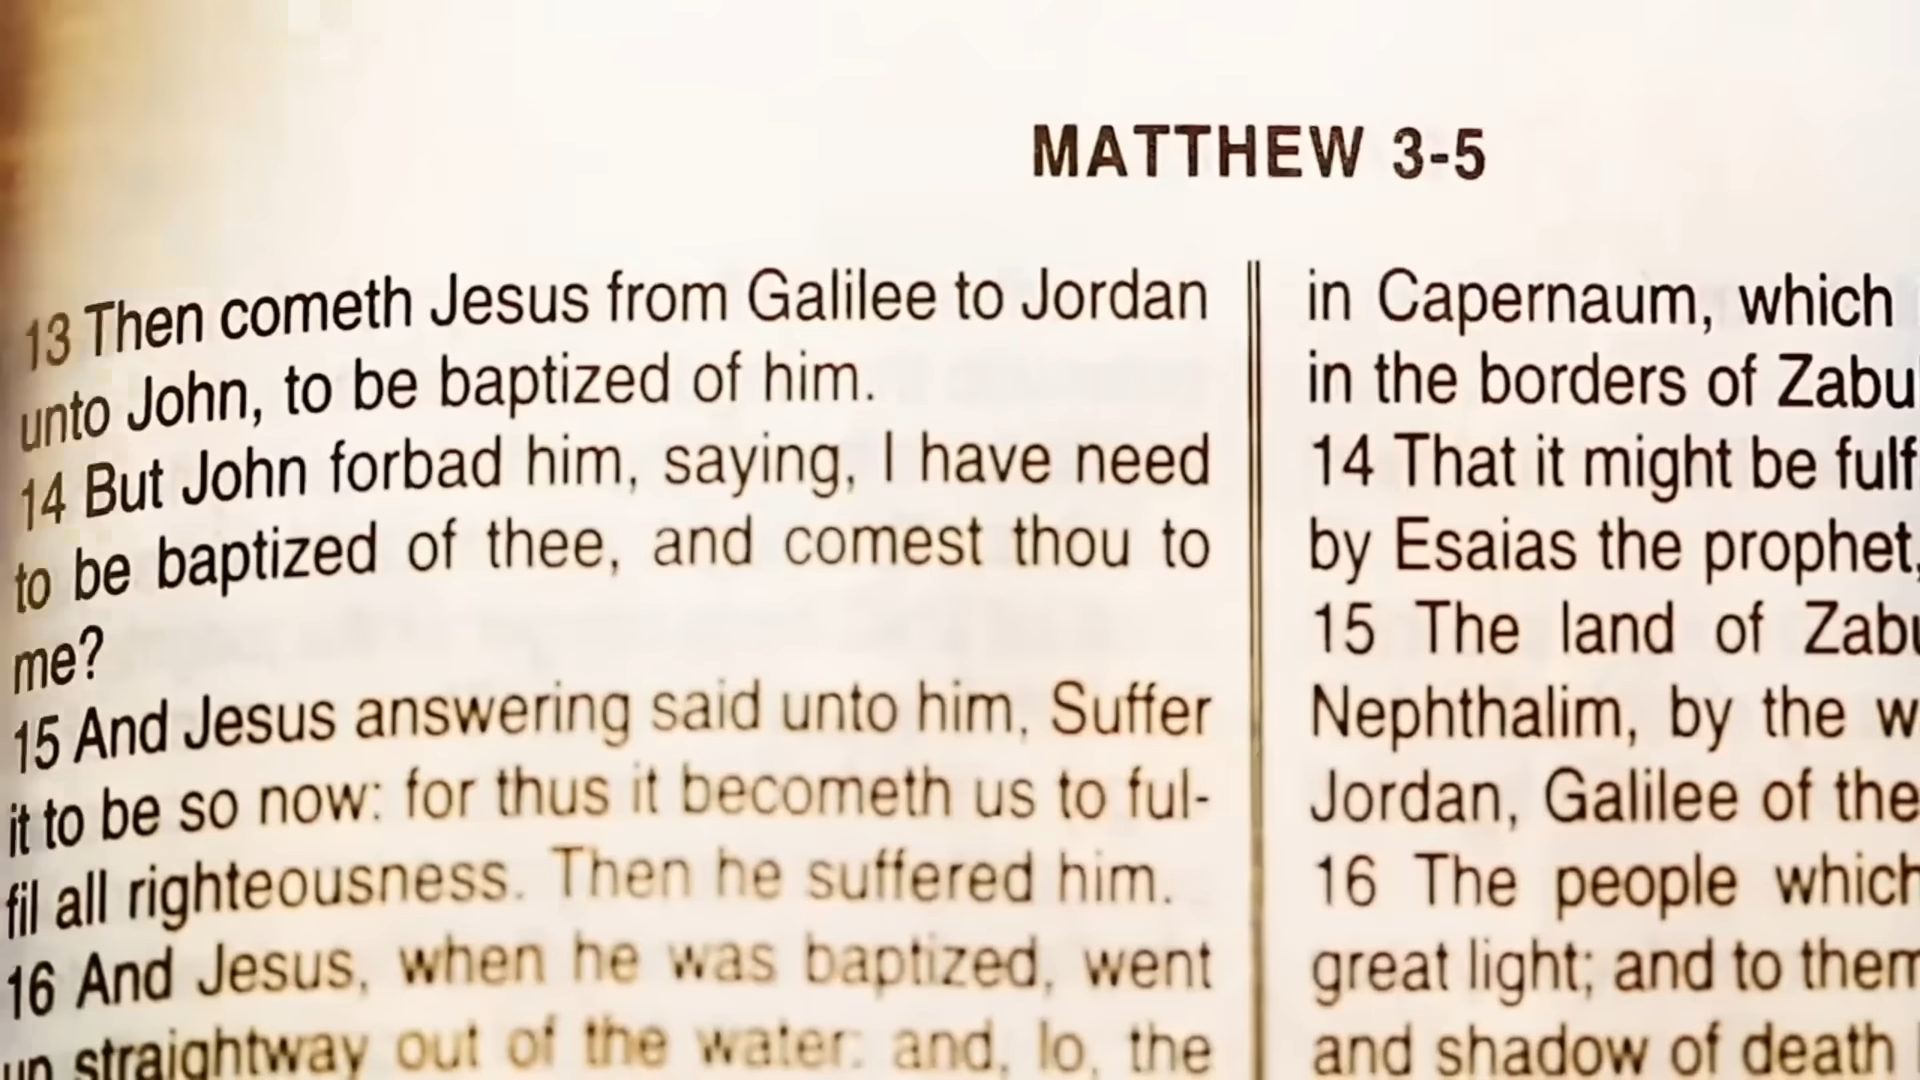 MATTHEW 3-5
13 Then cometh Jesus from Galilee to Jordan
unto John, to be baptized of him.
14 But John forbad him, saying, I have need
to be baptized of thee, and comest thou to
me?
15 And Jesus answering said unto him, Suffer
it to be so now: for thus it becometh us to ful-
fil all righteousness. Then he suffered him.
16 And Jesus, when he was baptized, went
up straightway out of the water: and, lo, the
in Capernaum, which
in the borders of
14 That it might be
by Esaias the prophet,
15 The land of
Nephthalim, by the
Jordan, Galilee of the
16 The people which
great light; and to them
and shadow of death